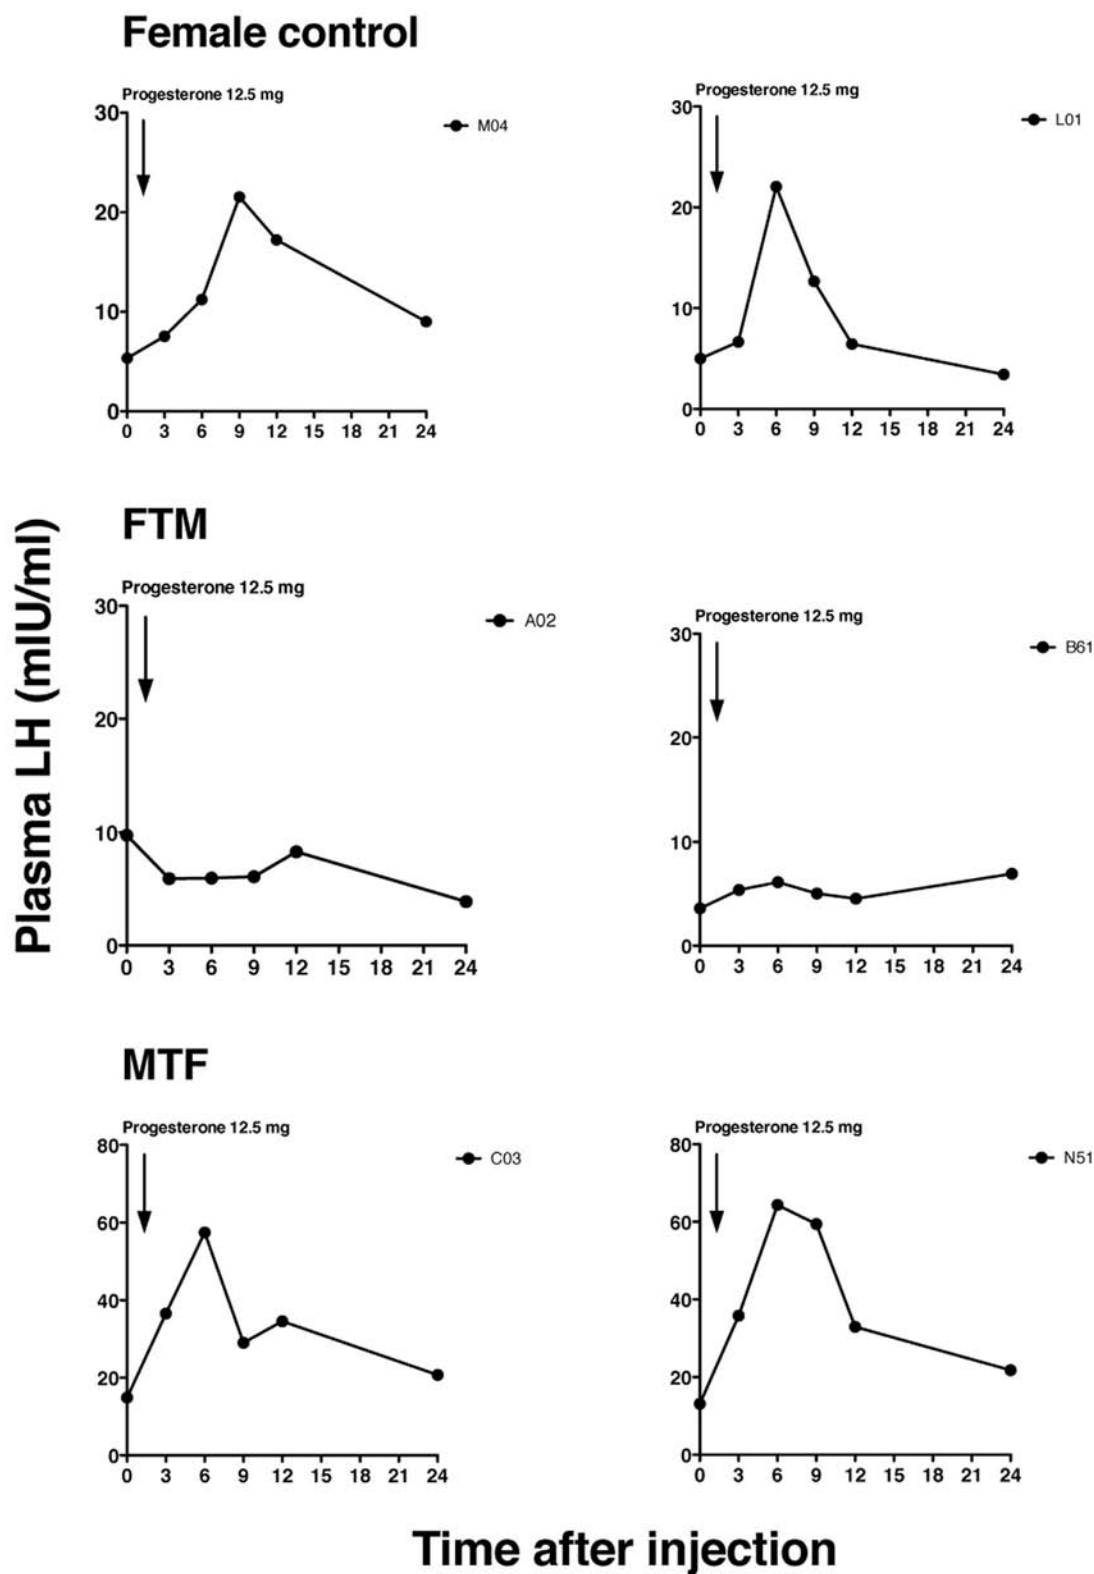 Female control
Progesterone 12.5 mg
30
20
10
0
M04
0 3 6 9 12 15 18 21 24
Progesterone 12.5 mg
30
20
10
0
L01
0 3 6 9 12 15 18 21 24
Plasma LH (mIU/ml)
FTM
Progesterone 12.5 mg
30
20
10
0
A02
0 3 6 9 12 15 18 21 24
Progesterone 12.5 mg
30
20
10
0
B61
0 3 6 9 12 15 18 21 24
MTF
Progesterone 12.5 mg
80
60
40
20
0
C03
0 3 6 9 12 15 18 21 24
Progesterone 12.5 mg
80
60
40
20
0
N51
0 3 6 9 12 15 18 21 24
Time after injection